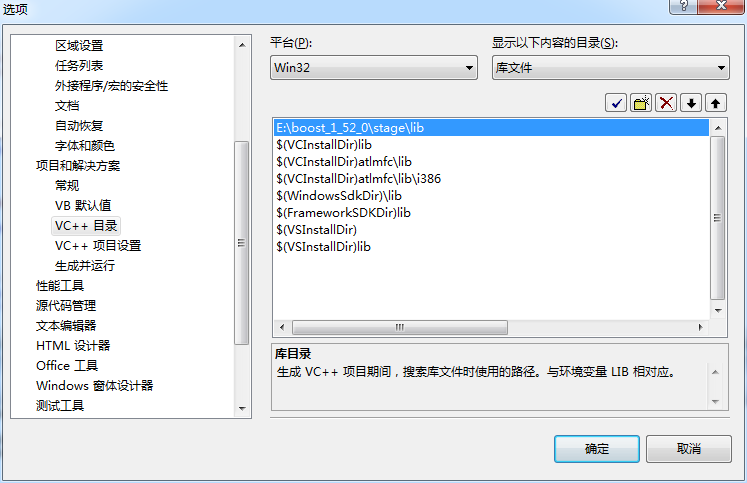 选项
区域设置
任务列表
外接程序/宏的安全性
文档
自动恢复
字体和颜色
项目和解决方案
常规
VB 默认值
VC++ 目录
VC++ 项目设置
生成并运行
性能工具
源代码管理
文本编辑器
HTML 设计器
Office 工具
Windows 窗体设计器
测试工具
平台(P):
显示以下内容的目录(S):
Win32
库文件
E:\boost_1_52_0\stage\lib
$(VCInstallDir)lib
$(VCInstallDir)atlmfc\lib
$(VCInstallDir)atlmfc\lib\i386
$(WindowsSdkDir)\lib
$(FrameworkSDKDir)lib
$(VSInstallDir)
$(VSInstallDir)lib
库目录
生成 VC++ 项目期间，搜索库文件时使用的路径。与环境变量 LIB 相对应。
确定
取消